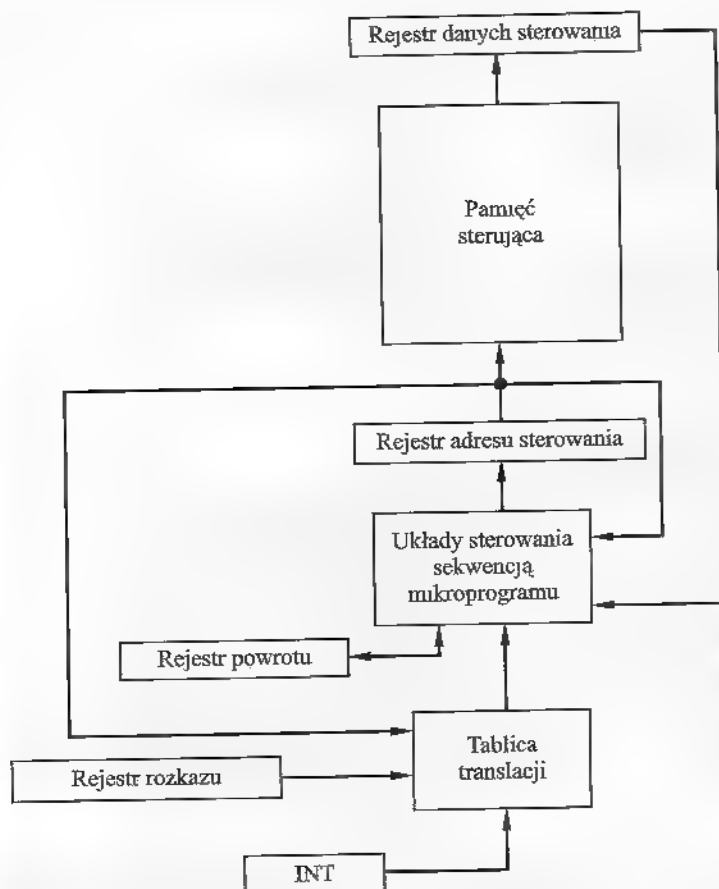 Rejestr danych sterowania
Pamięć
sterująca
Rejestr adresu sterowania
Układy sterowania
sekwencją
mikroprogramu
Rejestr powrotu
Tablica
translacji
Rejestr rozkazu
INT